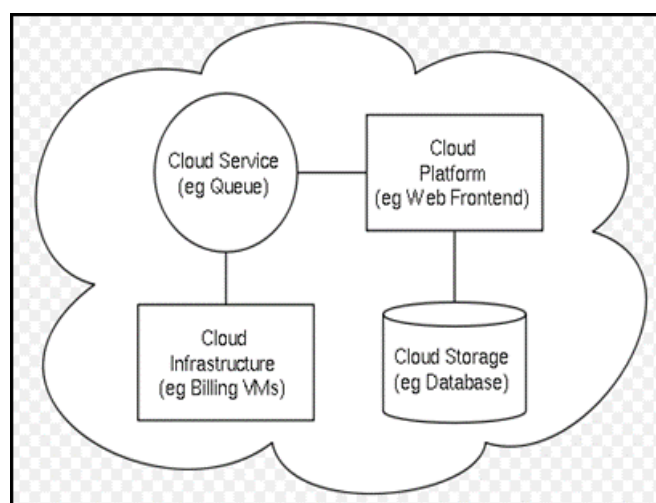 Cloud Service
(eg Queue)
Cloud
Platform
(eg Web Frontend)
Cloud
Infrastructure
(eg Billing VMs)
Cloud Storage
(eg Database)